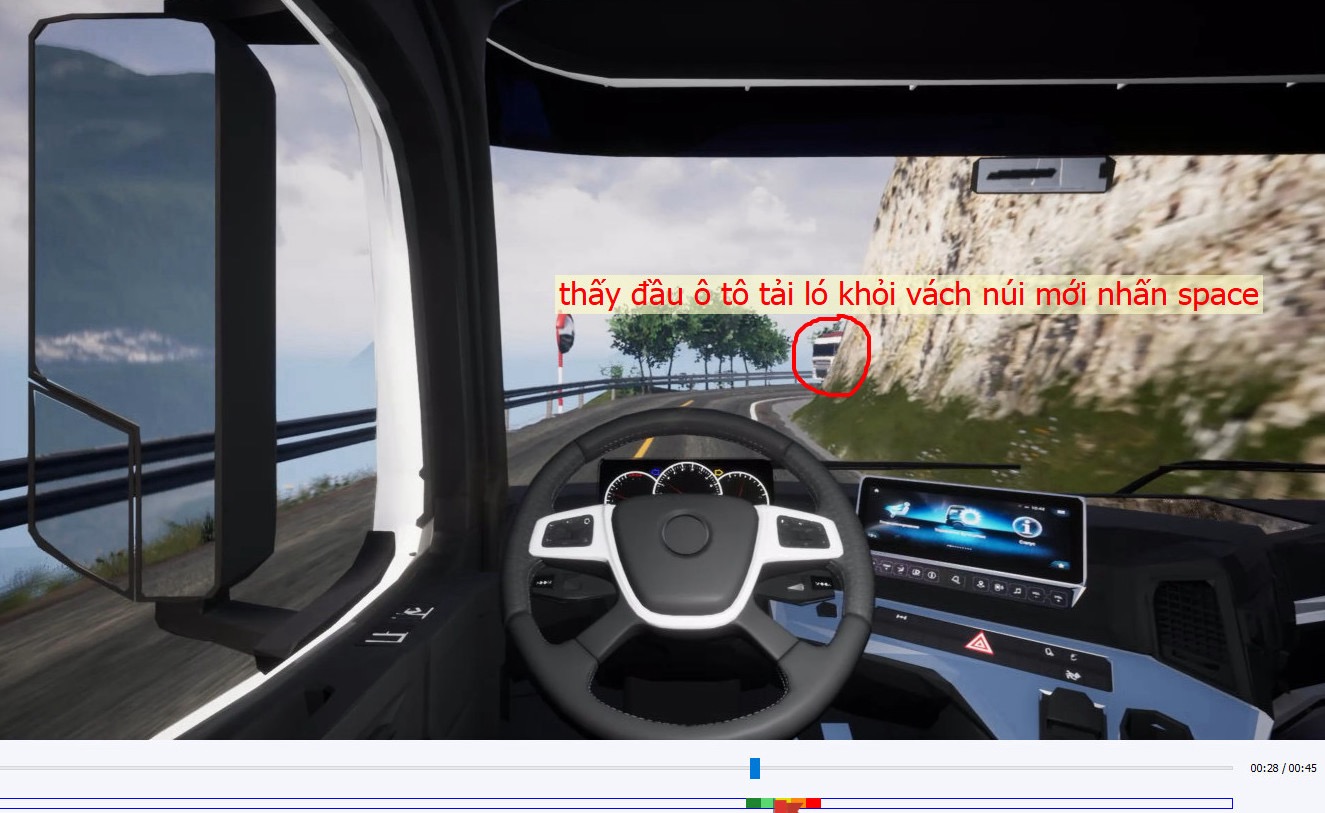 thấy đầu ô tô tải ló khỏi vách núi mới nhấn space
00:28 / 00:45